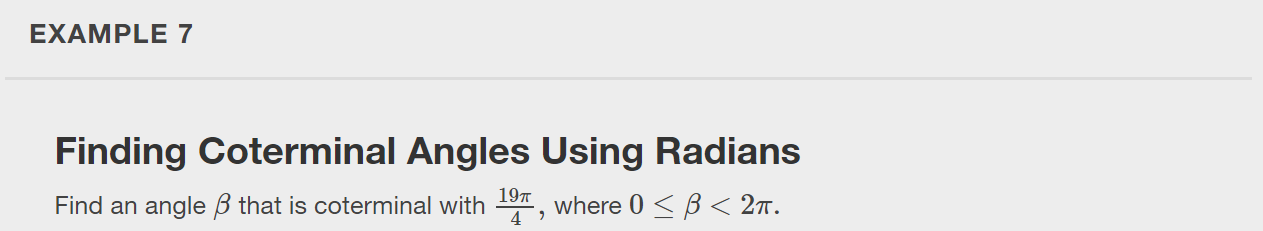 EXAMPLE 7
Finding Coterminal Angles Using Radians
Find an angle β that is coterminal with 19π/4, where 0 ≤ β < 2π.